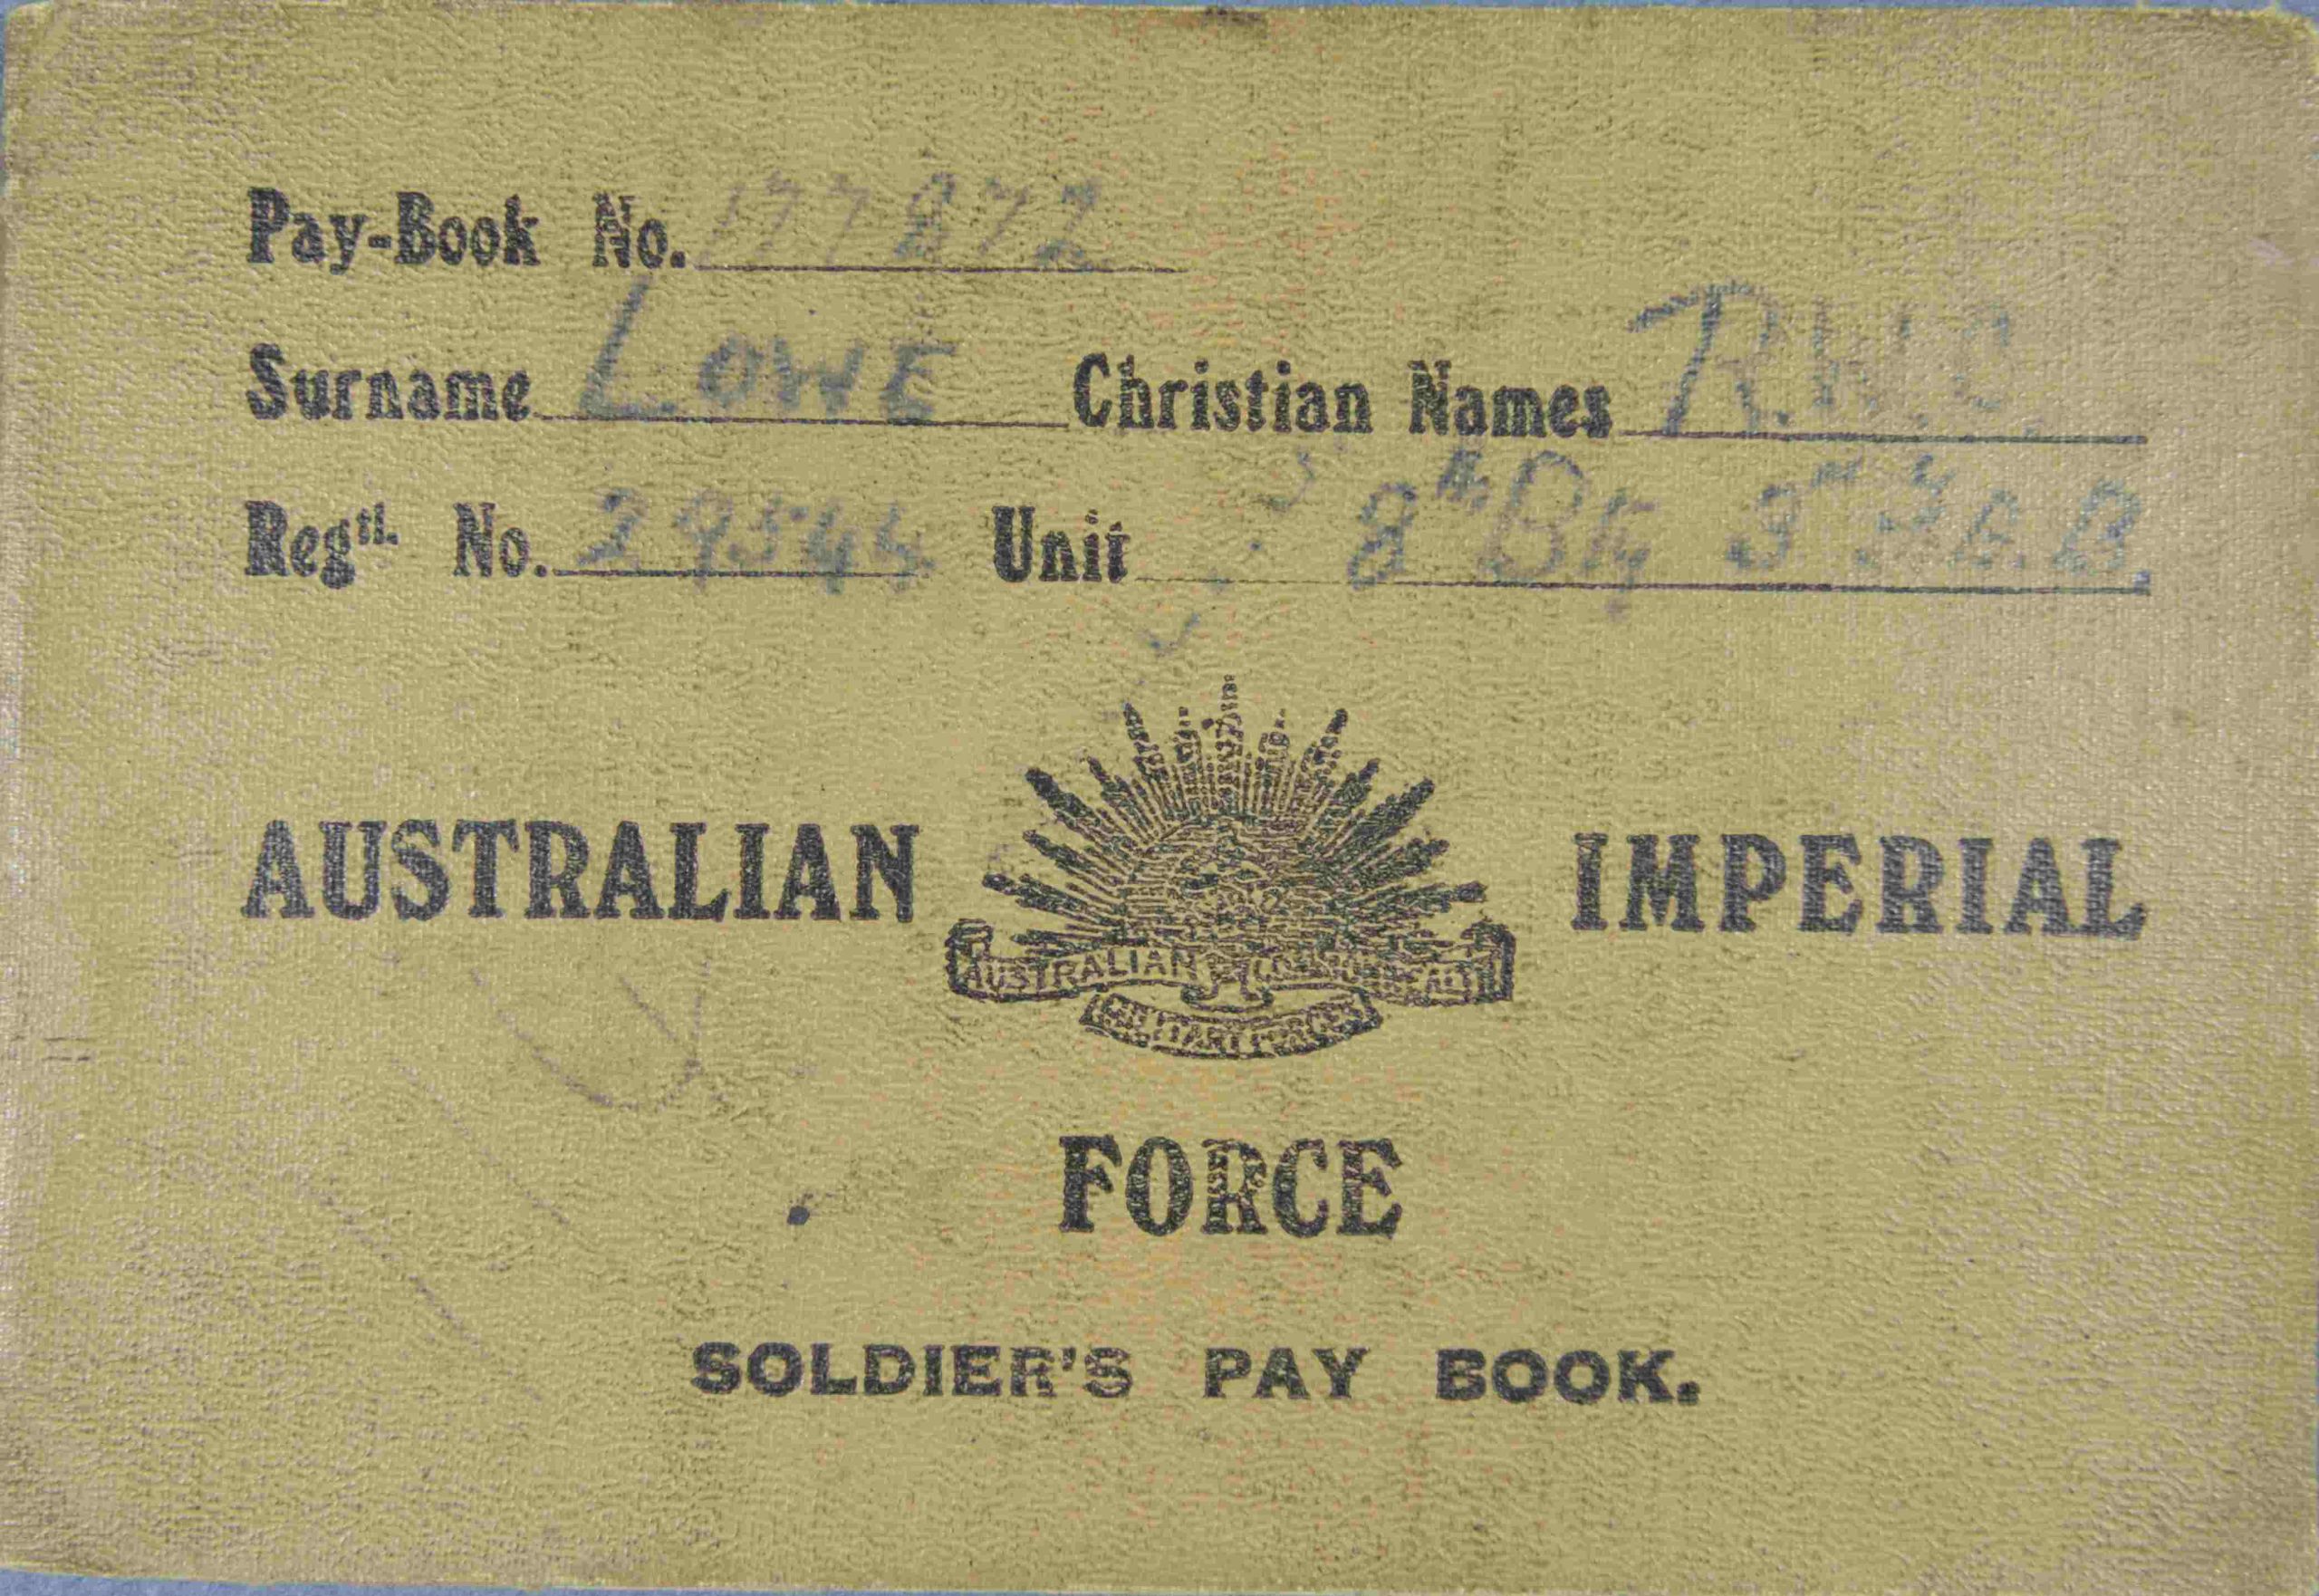 Pay-Book No. 177872
Surname LOWE Christian Names R.W.C.
Regtl. No. 29544 Unit 8th Bty 3rd F.A.B.
AUSTRALIAN IMPERIAL
AUSTRALIAN COMMONWEALTH
MILITARY FORCES
FORCE
SOLDIER'S PAY BOOK.